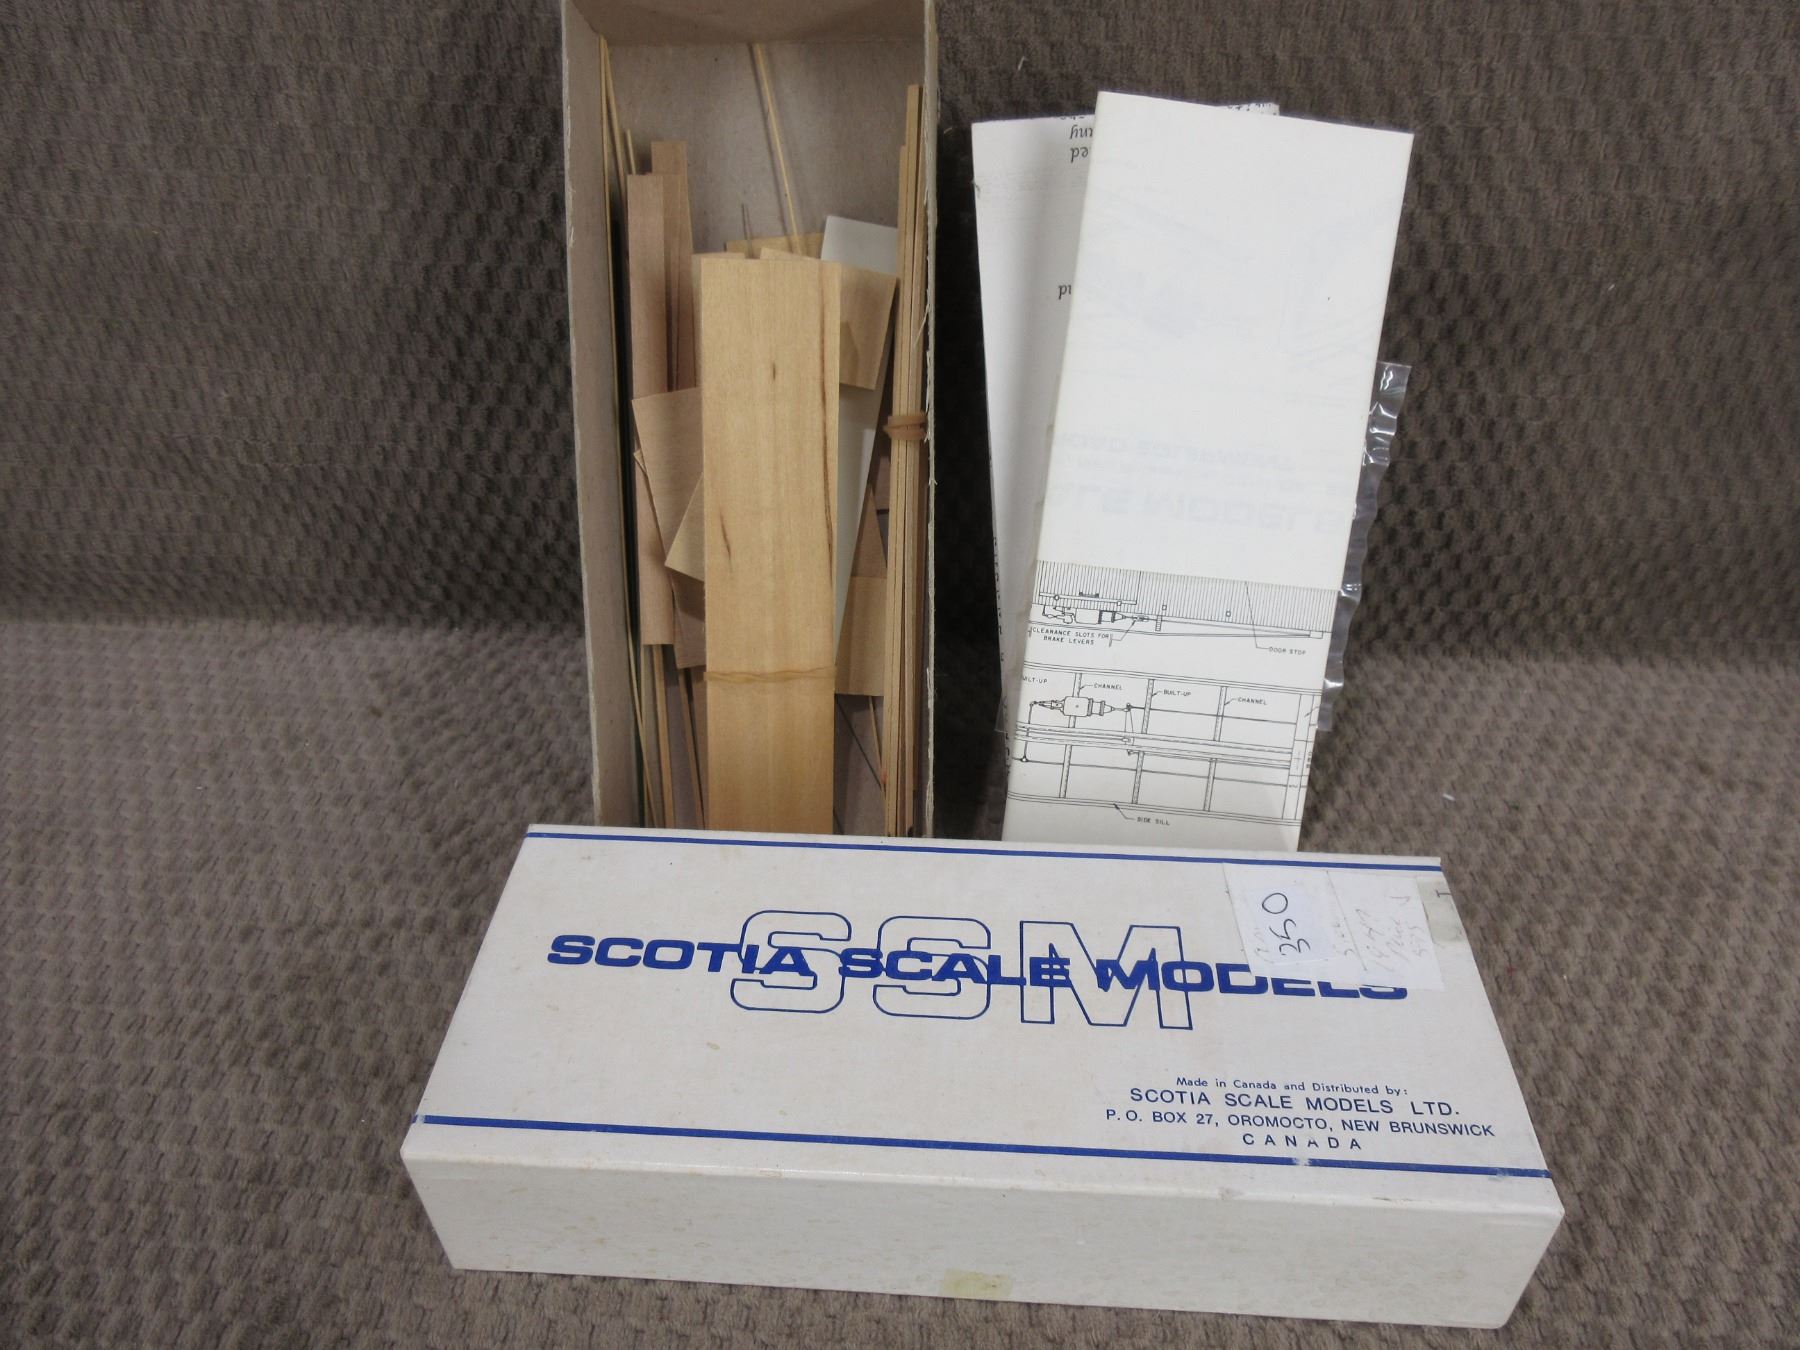 CLEARANCE SLOTS FOR
BRAKE LEVERS
DOOR STOP
CHANNEL
BUILT-UP
CHANNEL
SIDE SILL
SSM
SCOTIA SCALE MODELS
350
Made in Canada and Distributed by:
SCOTIA SCALE MODELS LTD.
P.O. BOX 27, OROMOCTO, NEW BRUNSWICK
CANADA